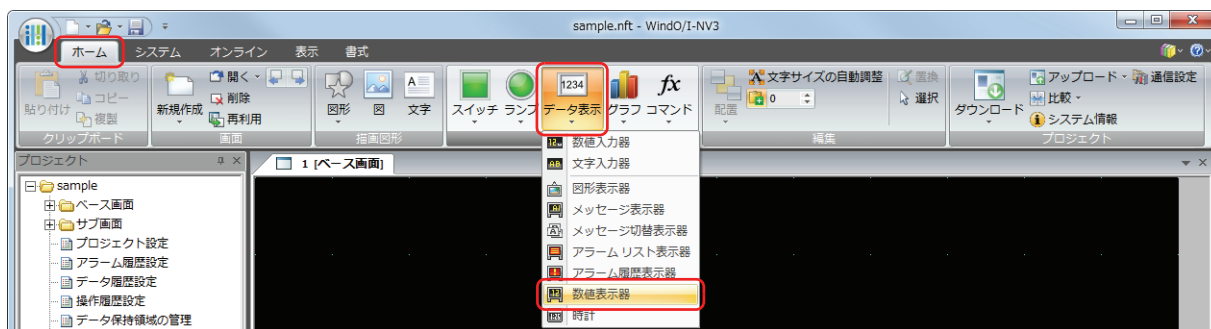 sample.nft - WindO/I-NV3
ホーム システム オンライン 表示 書式
切り取り
コピー
貼り付け
複製
クリップボード
新規作成
開く
削除
再利用
画面
図形 図 文字
描画図形
スイッチ ランプ データ表示 グラフ コマンド
1234
fx
配置
文字サイズの自動調整
0
置換
選択
編集
ダウンロード
アップロード
通信設定
比較
システム情報
プロジェクト
数値入力器
文字入力器
図形表示器
メッセージ表示器
メッセージ切替表示器
アラーム リスト表示器
アラーム履歴表示器
数値表示器
時計
プロジェクト
1 [ベース画面]
sample
ベース画面
サブ画面
プロジェクト設定
アラーム履歴設定
データ履歴設定
操作履歴設定
データ保持領域の管理